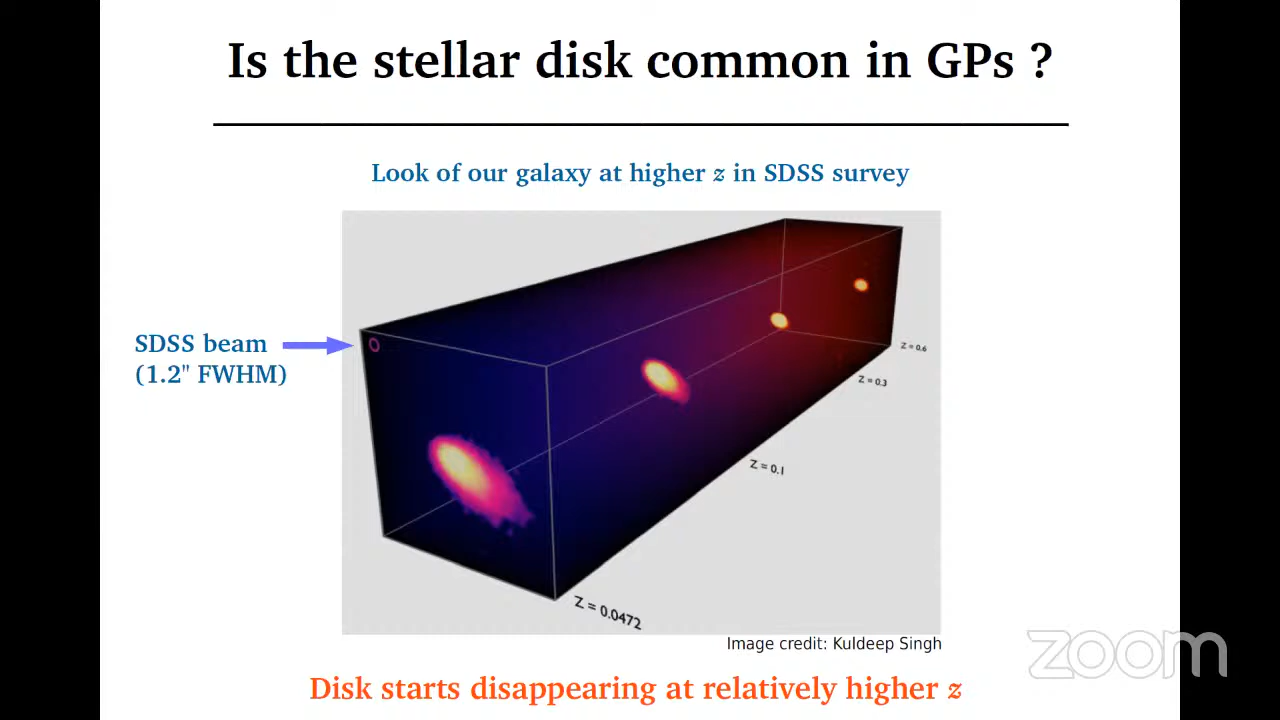 Is the stellar disk common in GPs ?
Look of our galaxy at higher z in SDSS survey
SDSS beam
(1.2" FWHM)
Z = 0.6
Z = 0.3
Z = 0.1
Z = 0.0472
Image credit: Kuldeep Singh
zoom
Disk starts disappearing at relatively higher z